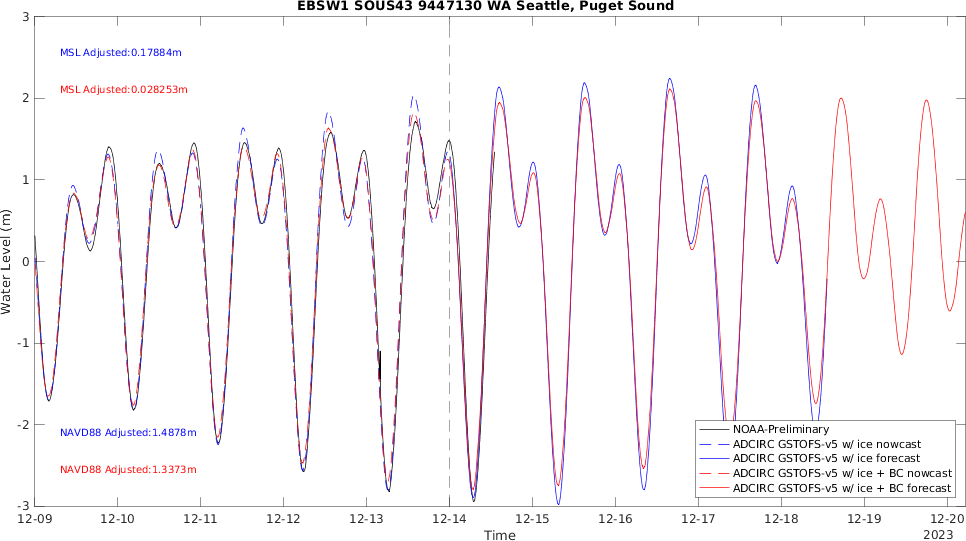 EBSW1 SOUS43 9447130 WA Seattle, Puget Sound
3
2
1
0
-1
-2
-3
Water Level (m)
MSL Adjusted:0.17884m
MSL Adjusted:0.028253m
NAVD88 Adjusted:1.4878m
NAVD88 Adjusted:1.3373m
NOAA-Preliminary
ADCIRC GSTOFS-v5 w/ ice nowcast
ADCIRC GSTOFS-v5 w/ ice forecast
ADCIRC GSTOFS-v5 w/ ice + BC nowcast
ADCIRC GSTOFS-v5 w/ ice + BC forecast
12-09 12-10 12-11 12-12 12-13 12-14 12-15 12-16 12-17 12-18 12-19 12-20
Time
2023